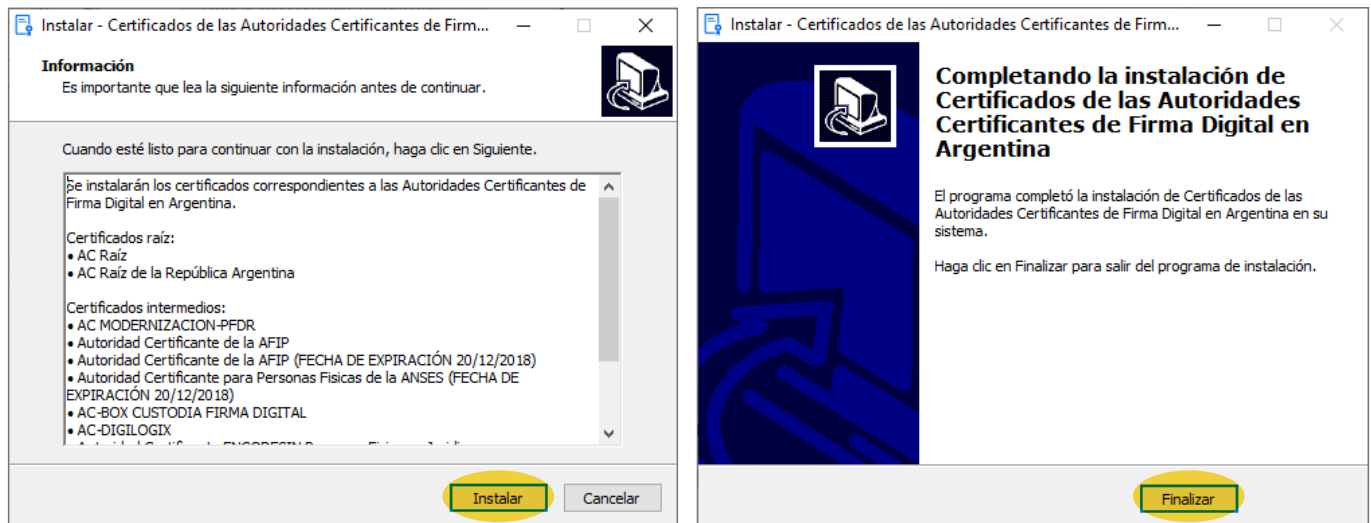 Instalar - Certificados de las Autoridades Certificantes de Firm...
Información
Es importante que lea la siguiente información antes de continuar.
Cuando esté listo para continuar con la instalación, haga clic en Siguiente.
Se instalarán los certificados correspondientes a las Autoridades Certificantes de
Firma Digital en Argentina.
Certificados raíz:
• AC Raíz
• AC Raíz de la República Argentina
Certificados intermedios:
• AC MODERNIZACION-PFDR
• Autoridad Certificante de la AFIP
• Autoridad Certificante de la AFIP (FECHA DE EXPIRACIÓN 20/12/2018)
• Autoridad Certificante para Personas Fisicas de la ANSES (FECHA DE
EXPIRACIÓN 20/12/2018)
• AC-BOX CUSTODIA FIRMA DIGITAL
• AC-DIGILOGIX
Instalar
Cancelar
Instalar - Certificados de las Autoridades Certificantes de Firm...
Completando la instalación de
Certificados de las Autoridades
Certificantes de Firma Digital en
Argentina
El programa completó la instalación de Certificados de las
Autoridades Certificantes de Firma Digital en Argentina en su
sistema.
Haga clic en Finalizar para salir del programa de instalación.
Finalizar